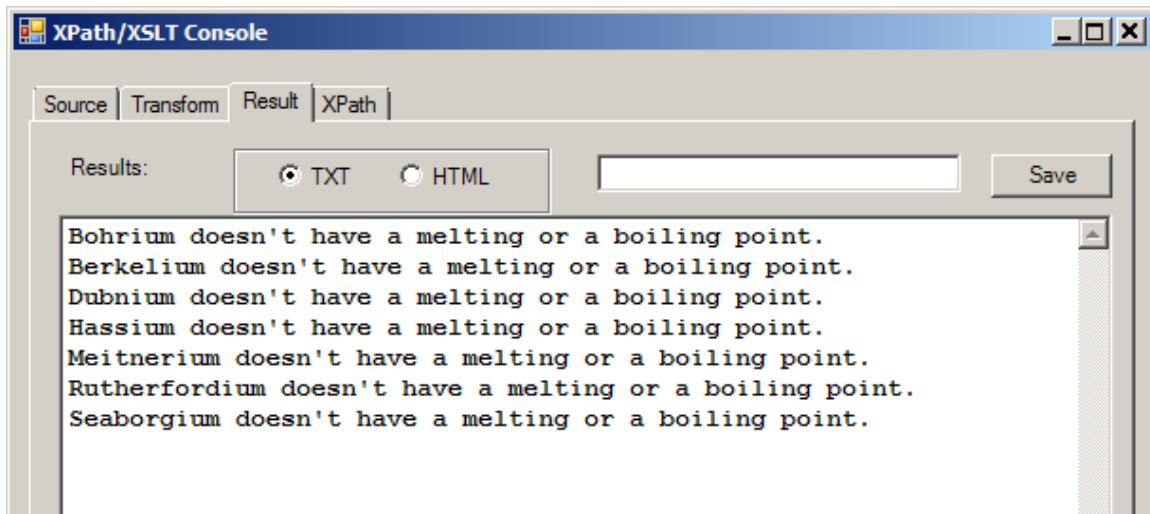 XPath/XSLT Console
Source Transform Result XPath
Results: TXT HTML Save
Bohrium doesn't have a melting or a boiling point.
Berkelium doesn't have a melting or a boiling point.
Dubnium doesn't have a melting or a boiling point.
Hassium doesn't have a melting or a boiling point.
Meitnerium doesn't have a melting or a boiling point.
Rutherfordium doesn't have a melting or a boiling point.
Seaborgium doesn't have a melting or a boiling point.